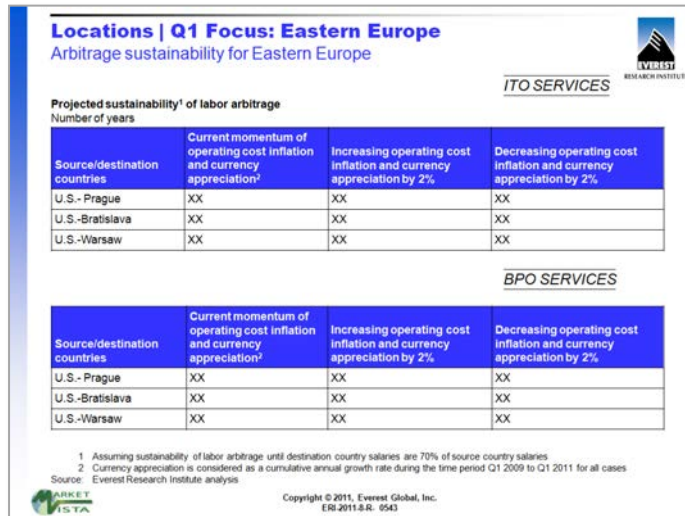 Locations | Q1 Focus: Eastern Europe
Arbitrage sustainability for Eastern Europe
EVEREST
RESEARCH INSTITUTE
ITO SERVICES
Projected sustainability1 of labor arbitrage
Number of years
Source/destination countries
Current momentum of operating cost inflation and currency appreciation2
Increasing operating cost inflation and currency appreciation by 2%
Decreasing operating cost inflation and currency appreciation by 2%
U.S.- Prague XX XX XX
U.S.-Bratislava XX XX XX
U.S.-Warsaw XX XX XX
BPO SERVICES
Source/destination countries
Current momentum of operating cost inflation and currency appreciation2
Increasing operating cost inflation and currency appreciation by 2%
Decreasing operating cost inflation and currency appreciation by 2%
U.S.- Prague XX XX XX
U.S.-Bratislava XX XX XX
U.S.-Warsaw XX XX XX
1 Assuming sustainability of labor arbitrage until destination country salaries are 70% of source country salaries
2 Currency appreciation is considered as a cumulative annual growth rate during the time period Q1 2009 to Q1 2011 for all cases
Source: Everest Research Institute analysis
MARKET
VISTA
Copyright © 2011, Everest Global, Inc.
ERI-2011-8-R- 0543